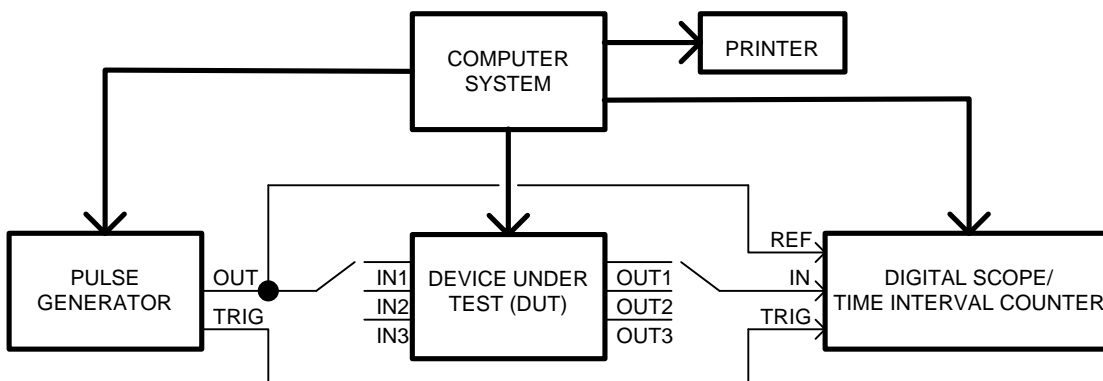 COMPUTER
SYSTEM
PRINTER
PULSE
GENERATOR
OUT
TRIG
IN1
IN2
IN3
DEVICE UNDER
TEST (DUT)
OUT1
OUT2
OUT3
REF
IN
TRIG
DIGITAL SCOPE/
TIME INTERVAL COUNTER